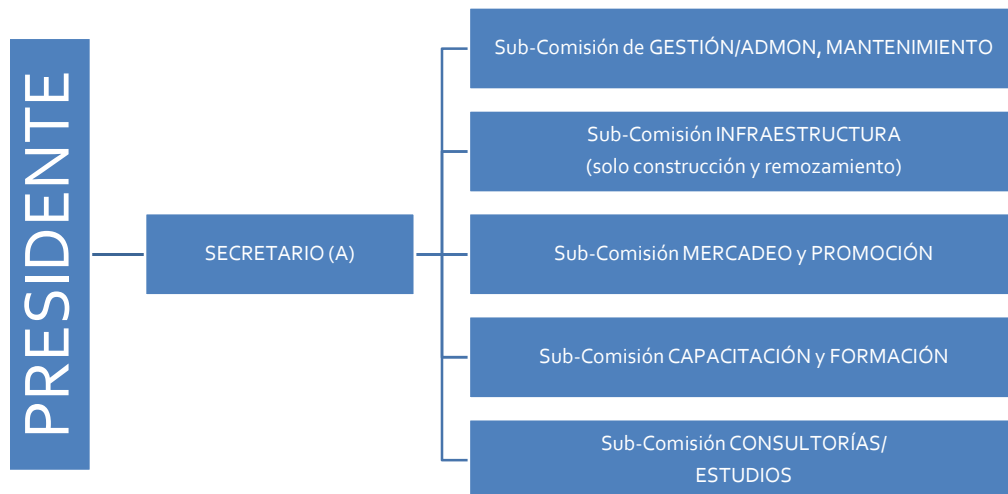 PRESIDENTE
SECRETARIO (A)
Sub-Comisión de GESTIÓN/ADMON, MANTENIMIENTO
Sub-Comisión INFRAESTRUCTURA
(solo construcción y remozamiento)
Sub-Comisión MERCADEO y PROMOCIÓN
Sub-Comisión CAPACITACIÓN y FORMACIÓN
Sub-Comisión CONSULTORÍAS/
ESTUDIOS